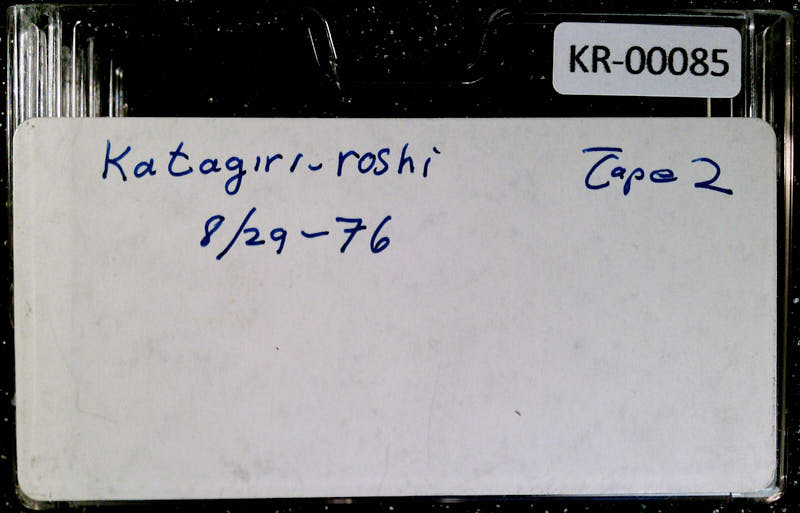 KR-00085
Katagiri-roshi Tape 2
8/29-76